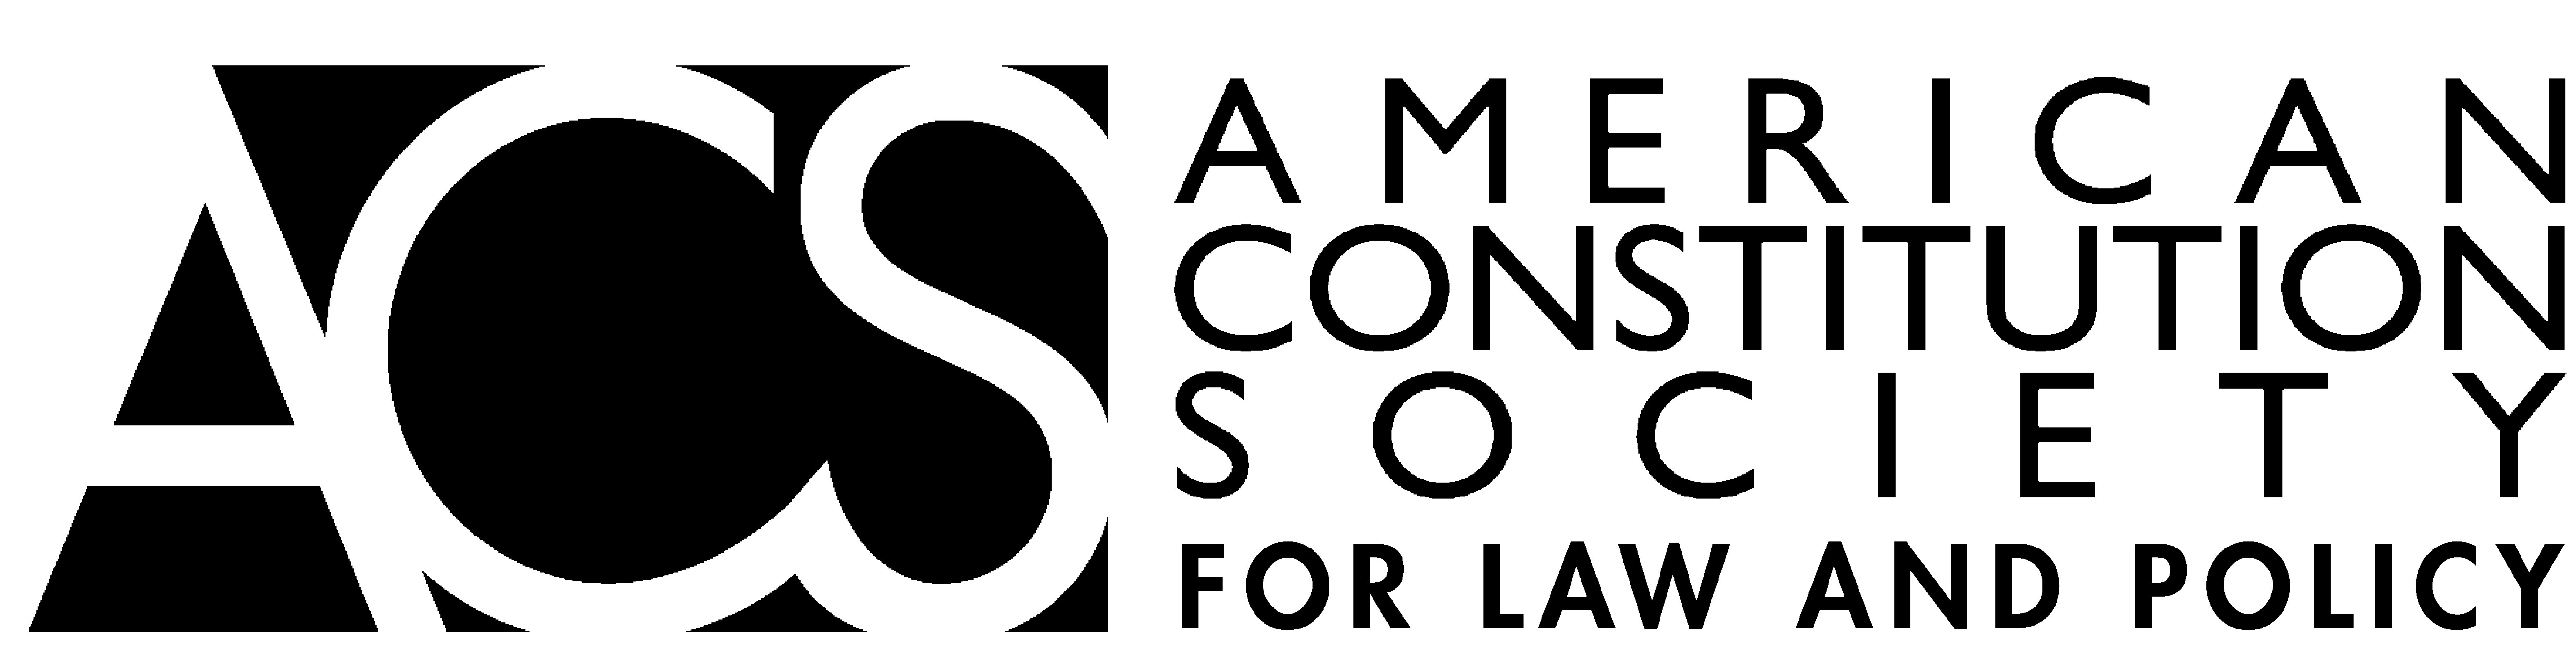 ACS
AMERICAN
CONSTITUTION
SOCIETY
FOR LAW AND POLICY